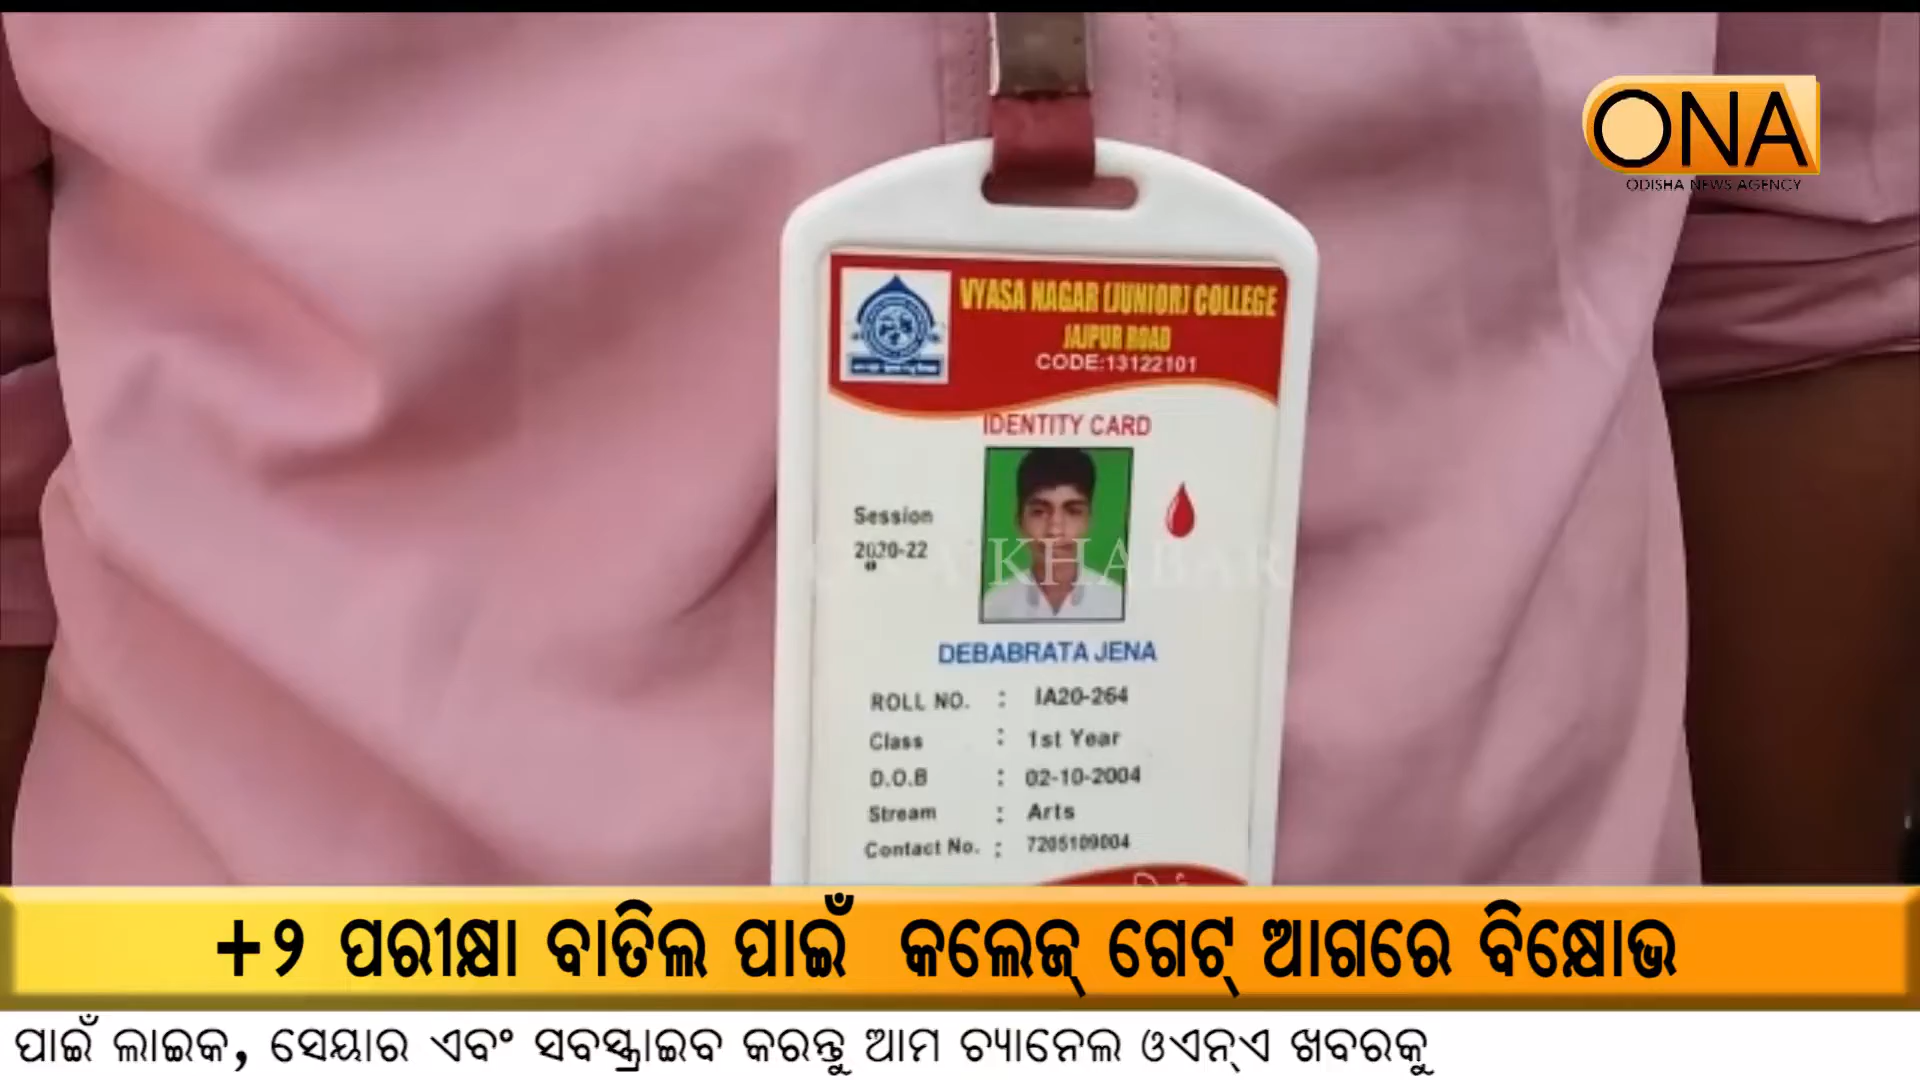 ONA
ODISHA NEWS AGENCY
VYASA NAGAR (JUNIOR) COLLEGE
JAJPUR ROAD
CODE:13122101
IDENTITY CARD
Session
2020-22
KHABAR
DEBABRATA JENA
ROLL NO. : IA20-264
Class : 1st Year
D.O.B : 02-10-2004
Stream : Arts
Contact No. : 7205109004
+୨ ପରୀକ୍ଷା ବାତିଲ ପାଇଁ କଲେଜ୍ ଗେଟ୍ ଆଗରେ ବିକ୍ଷୋଭ
ପାଇଁ ଲାଇକ, ସେୟାର ଏବଂ ସବସ୍କ୍ରାଇବ କରନ୍ତୁ ଆମ ଚ୍ୟାନେଲ ଓଏନ୍ଏ ଖବରକୁ